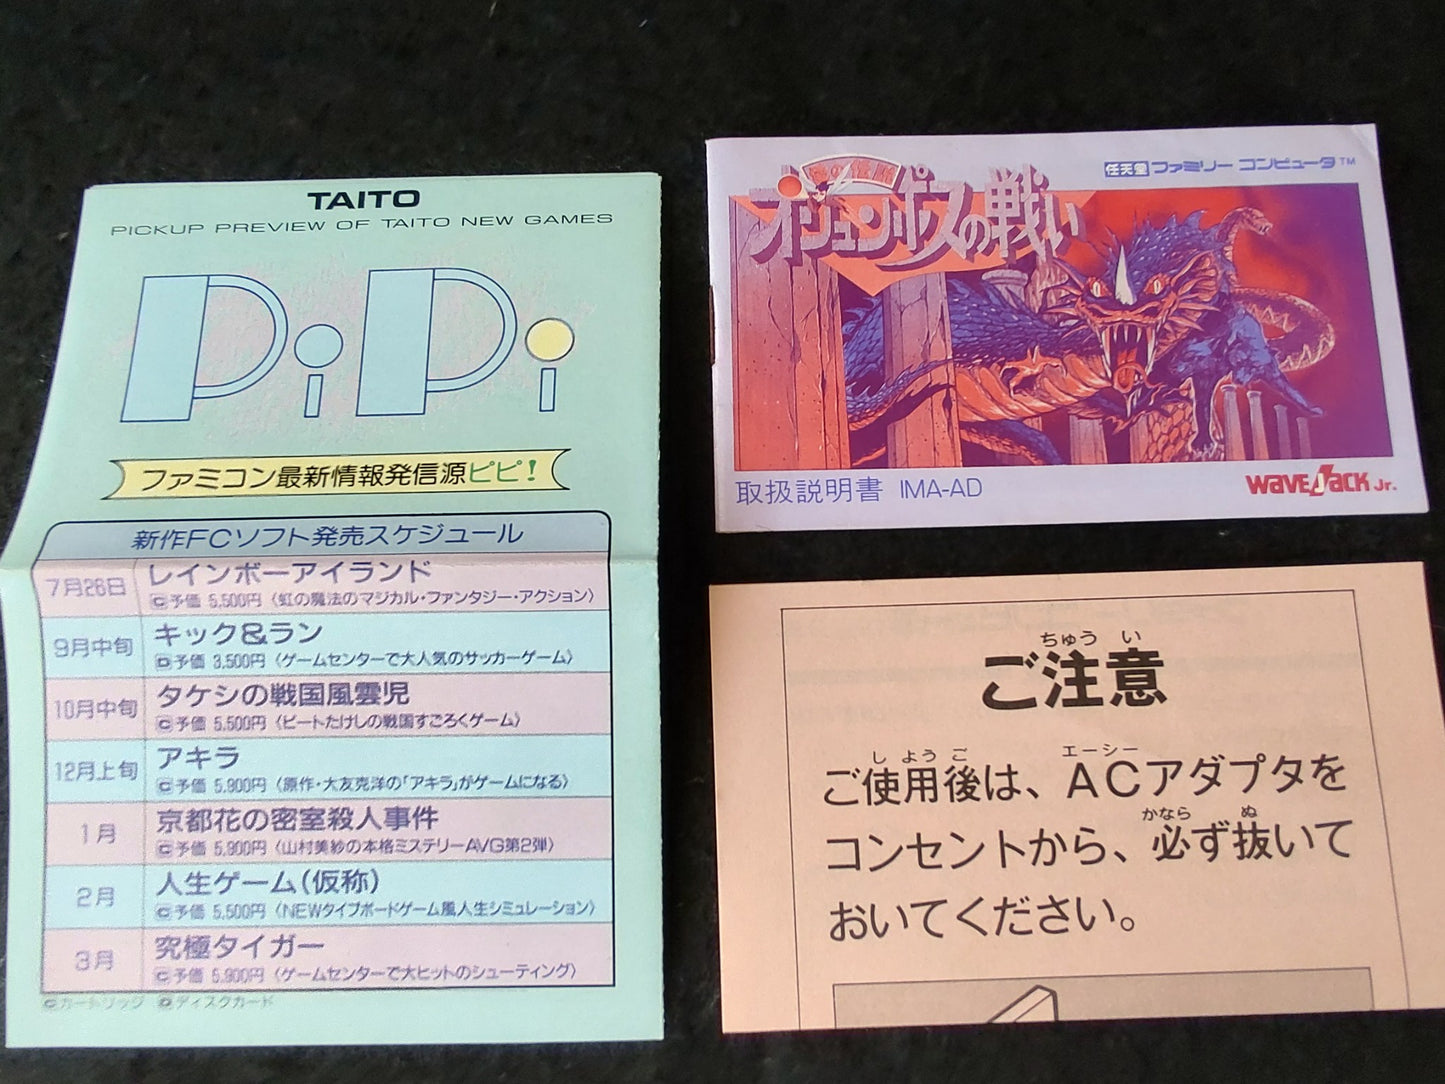 TAITO
PICKUP PREVIEW OF TAITO NEW GAMES
PiPi
ファミコン最新情報発信源ピピ!
新作FCソフト発売スケジュール
7月26日 レインボーアイランド
C予価 5,500円〈虹の魔法のマジカル・ファンタジー・アクション〉
9月中旬 キック&ラン
D予価 3,500円〈ゲームセンターで大人気のサッカーゲーム〉
10月中旬 タケシの戦国風雲児
C予価 5,500円〈ビートたけしの戦国すごろくゲーム〉
12月上旬 アキラ
C予価 5,900円〈原作・大友克洋の「アキラ」がゲームになる〉
1月 京都花の密室殺人事件
C予価 5,900円〈山村美紗の本格ミステリーAVG第2弾〉
2月 人生ゲーム(仮称)
C予価 5,500円〈NEWタイプボードゲーム風人生シミュレーション〉
3月 究極タイガー
C予価 5,900円〈ゲームセンターで大ヒットのシューティング〉
Cカートリッジ Dディスクカード
任天堂 ファミリー コンピュータ™
オリュンポスの戦い
取扱説明書 IMA-AD
WAVE JACK Jr.
ちゅう い
ご注意
し よう ご エーシー
ご使用後は、ACアダプタを
かなら ぬ
コンセントから、必ず抜いて
おいてください。